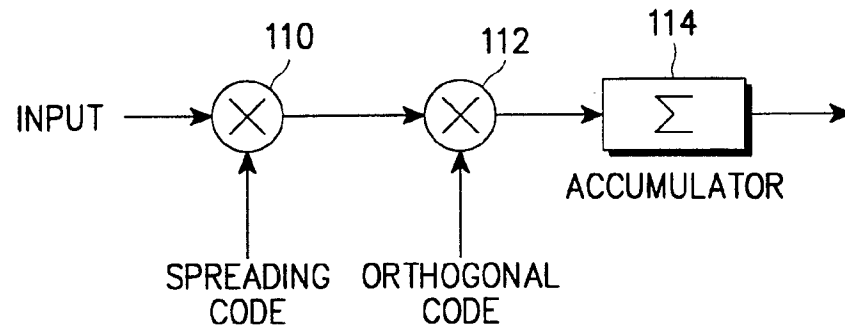 110
112
114
INPUT
Σ
ACCUMULATOR
SPREADING
CODE
ORTHOGONAL
CODE